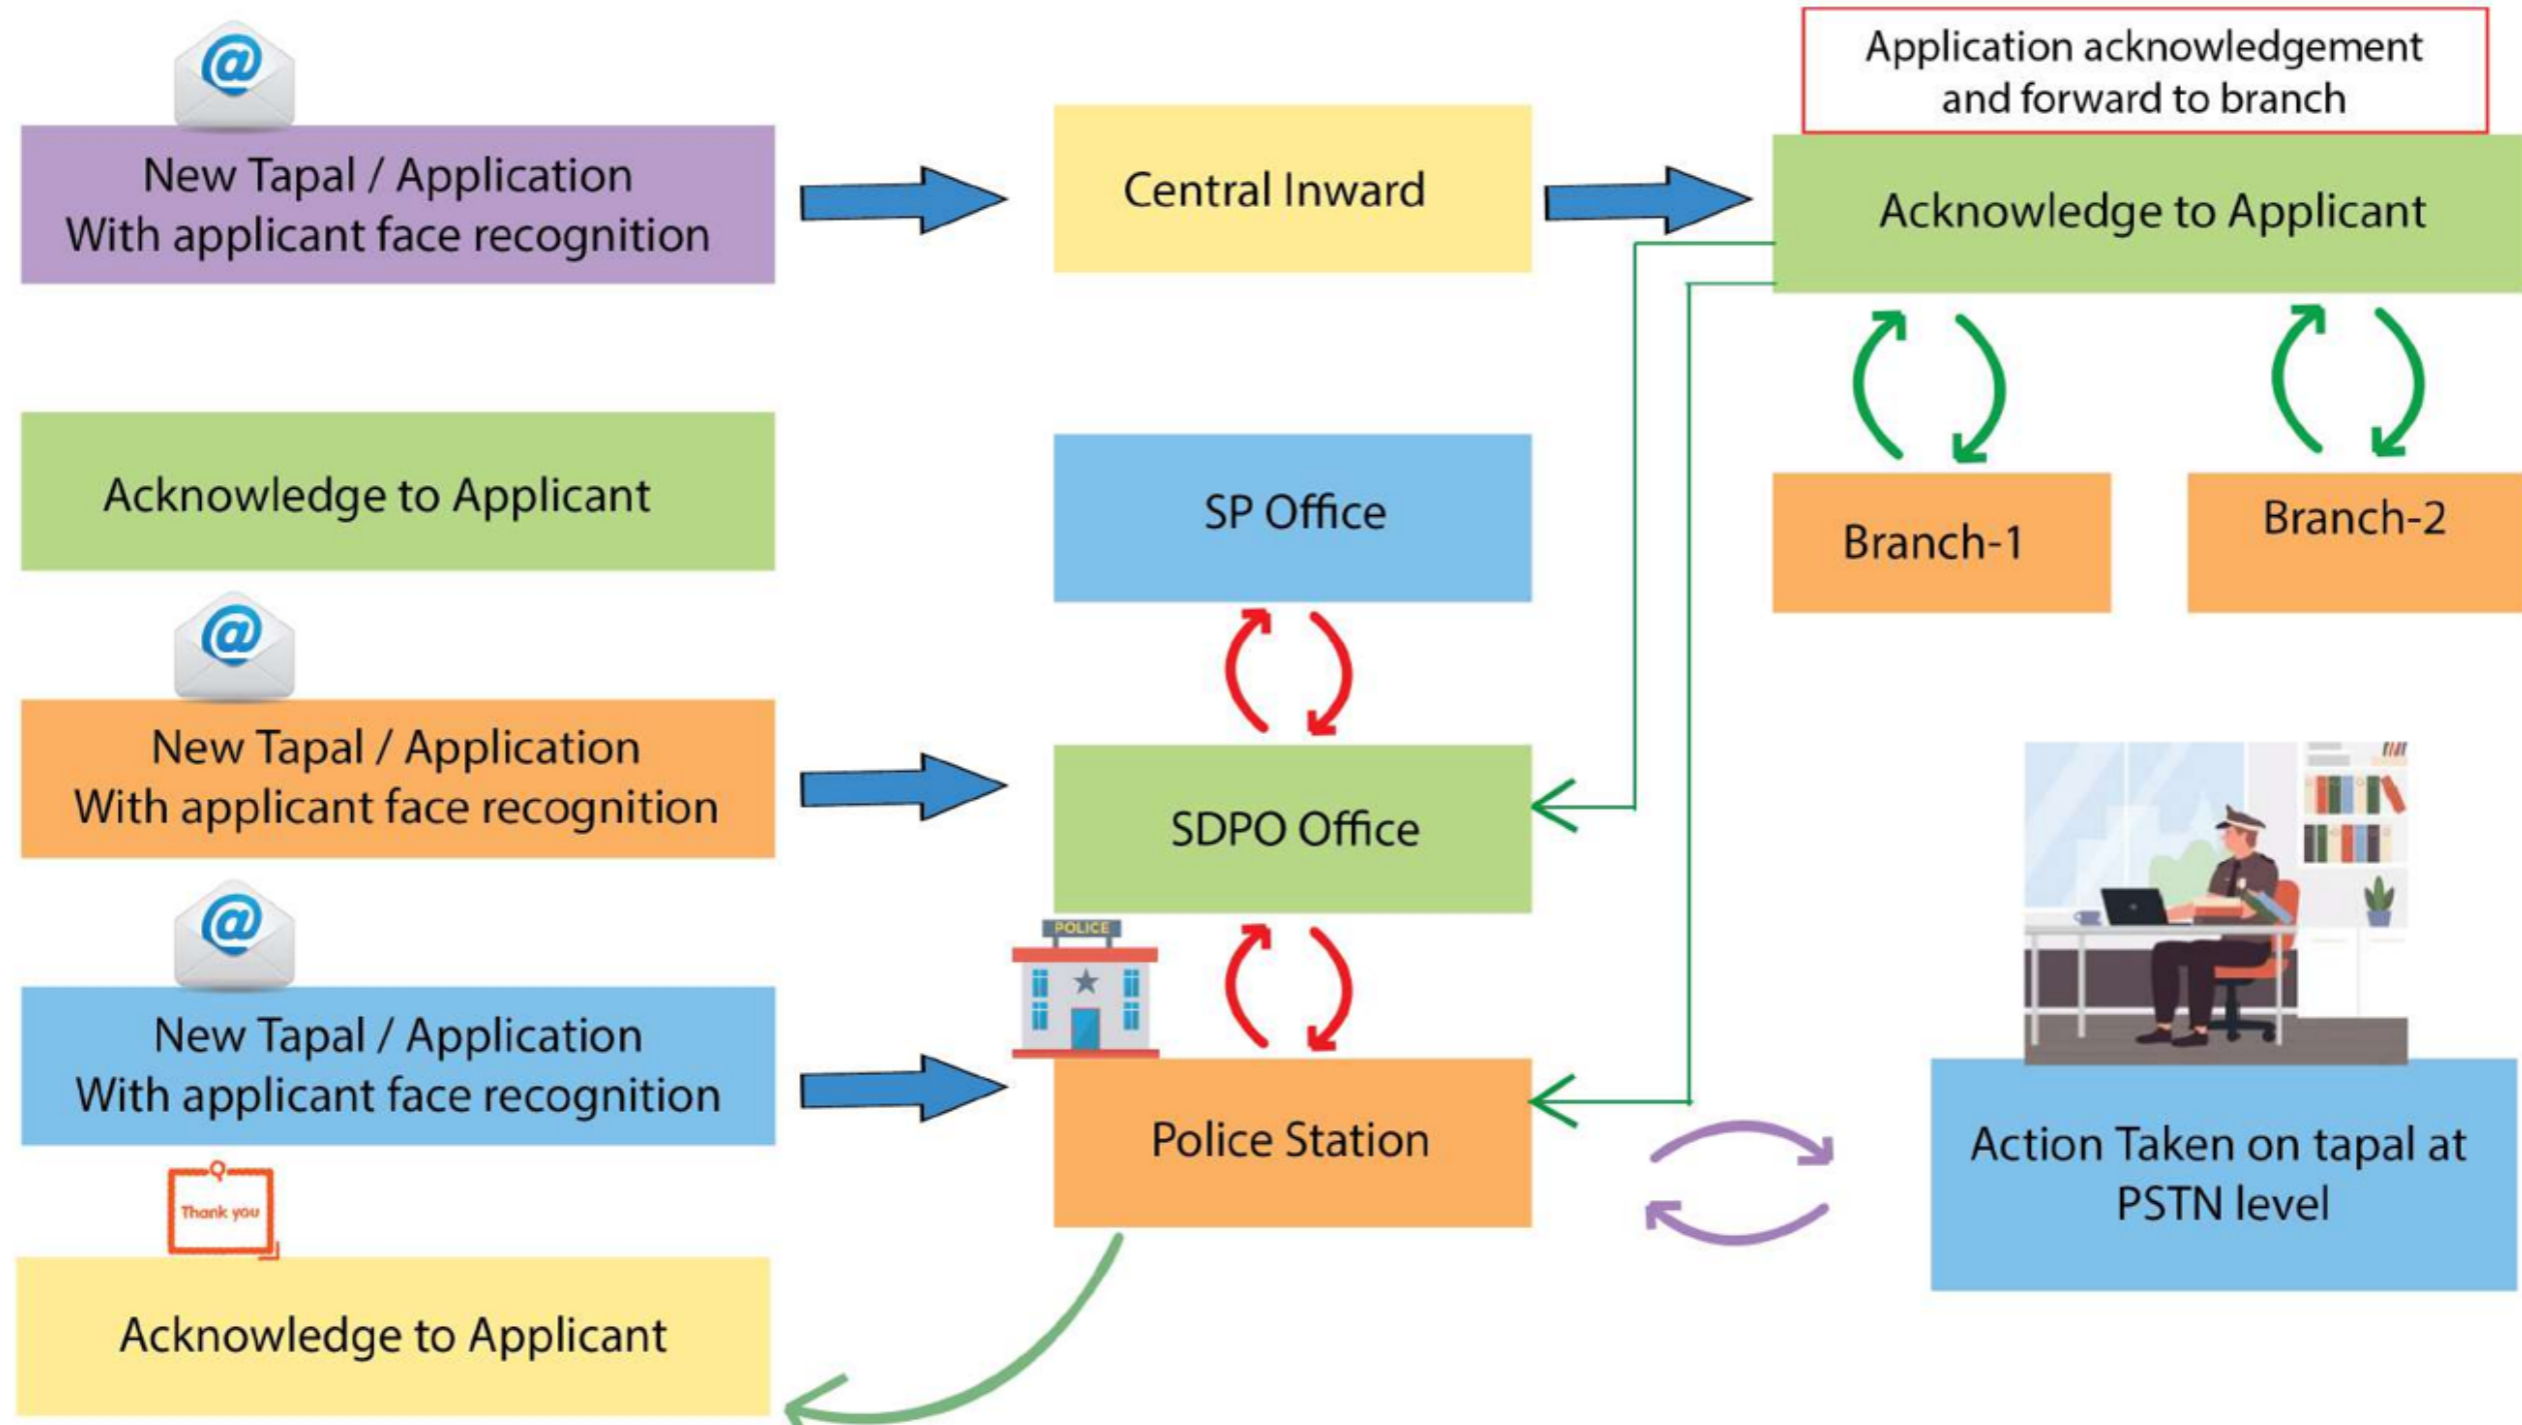 Application acknowledgement
and forward to branch
New Tapal / Application
With applicant face recognition
Central Inward
Acknowledge to Applicant
Acknowledge to Applicant
SP Office
Branch-1
Branch-2
New Tapal / Application
With applicant face recognition
SDPO Office
POLICE
New Tapal / Application
With applicant face recognition
Police Station
Action Taken on tapal at
PSTN level
Thank you
Acknowledge to Applicant